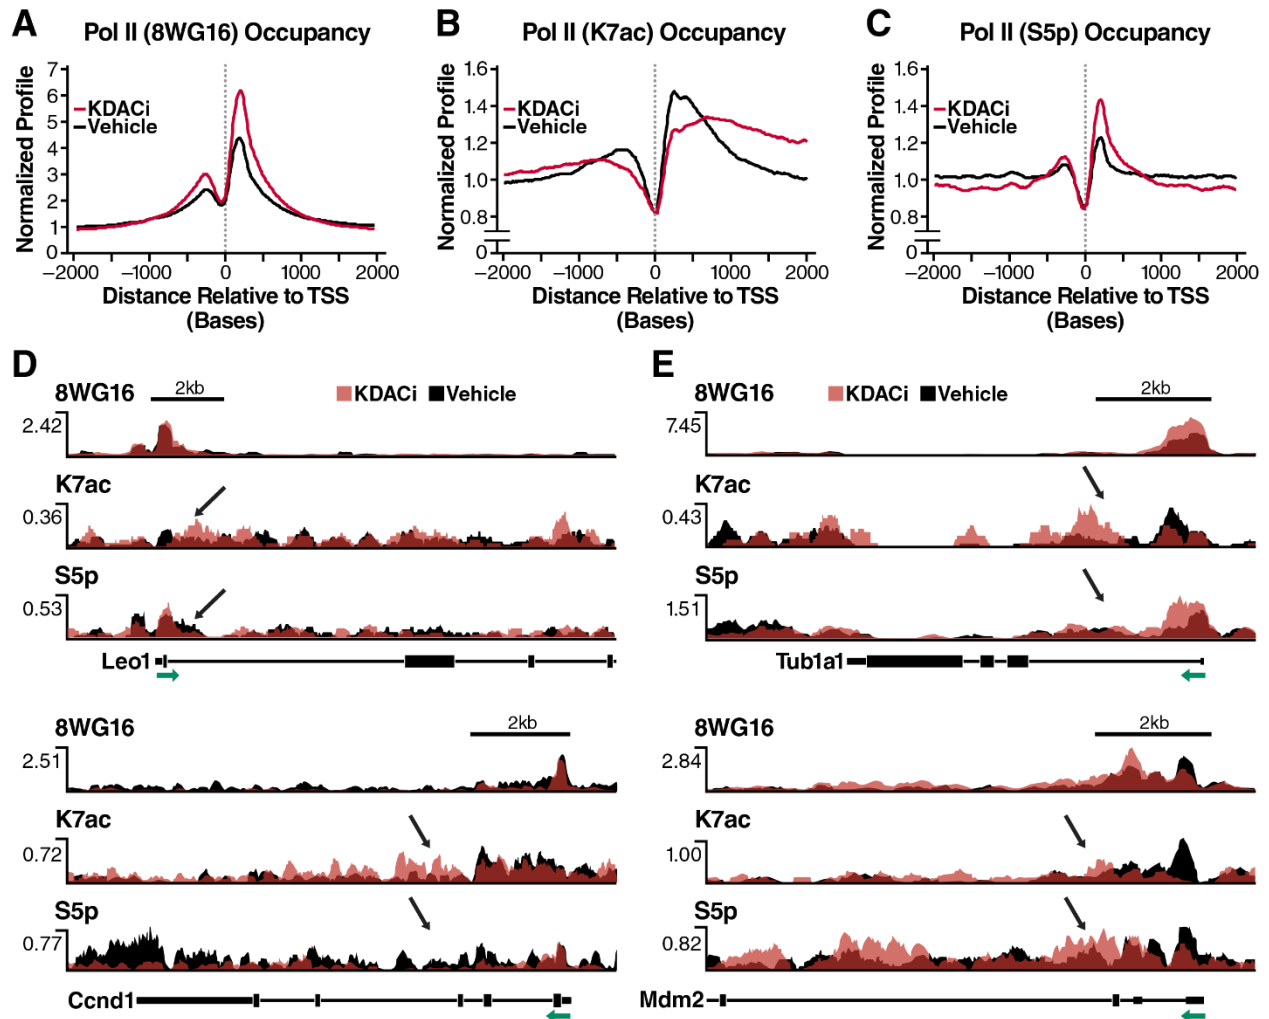 A
Pol II (8WG16) Occupancy
Normalized Profile
7
6
5
4
3
2
1
0
KDACi
Vehicle
−2000 −1000 0 1000 2000
Distance Relative to TSS
(Bases)
B
Pol II (K7ac) Occupancy
Normalized Profile
1.6
1.4
1.2
1.0
0.8
0
KDACi
Vehicle
−2000 −1000 0 1000 2000
Distance Relative to TSS
(Bases)
C
Pol II (S5p) Occupancy
Normalized Profile
1.6
1.4
1.2
1.0
0.8
0
KDACi
Vehicle
−2000 −1000 0 1000 2000
Distance Relative to TSS
(Bases)
D
8WG16
2kb
KDACi Vehicle
2.42
K7ac
0.36
S5p
0.53
Leo1
8WG16
2kb
2.51
K7ac
0.72
S5p
0.77
Ccnd1
E
8WG16
KDACi Vehicle
2kb
7.45
K7ac
0.43
S5p
1.51
Tub1a1
8WG16
2kb
2.84
K7ac
1.00
S5p
0.82
Mdm2